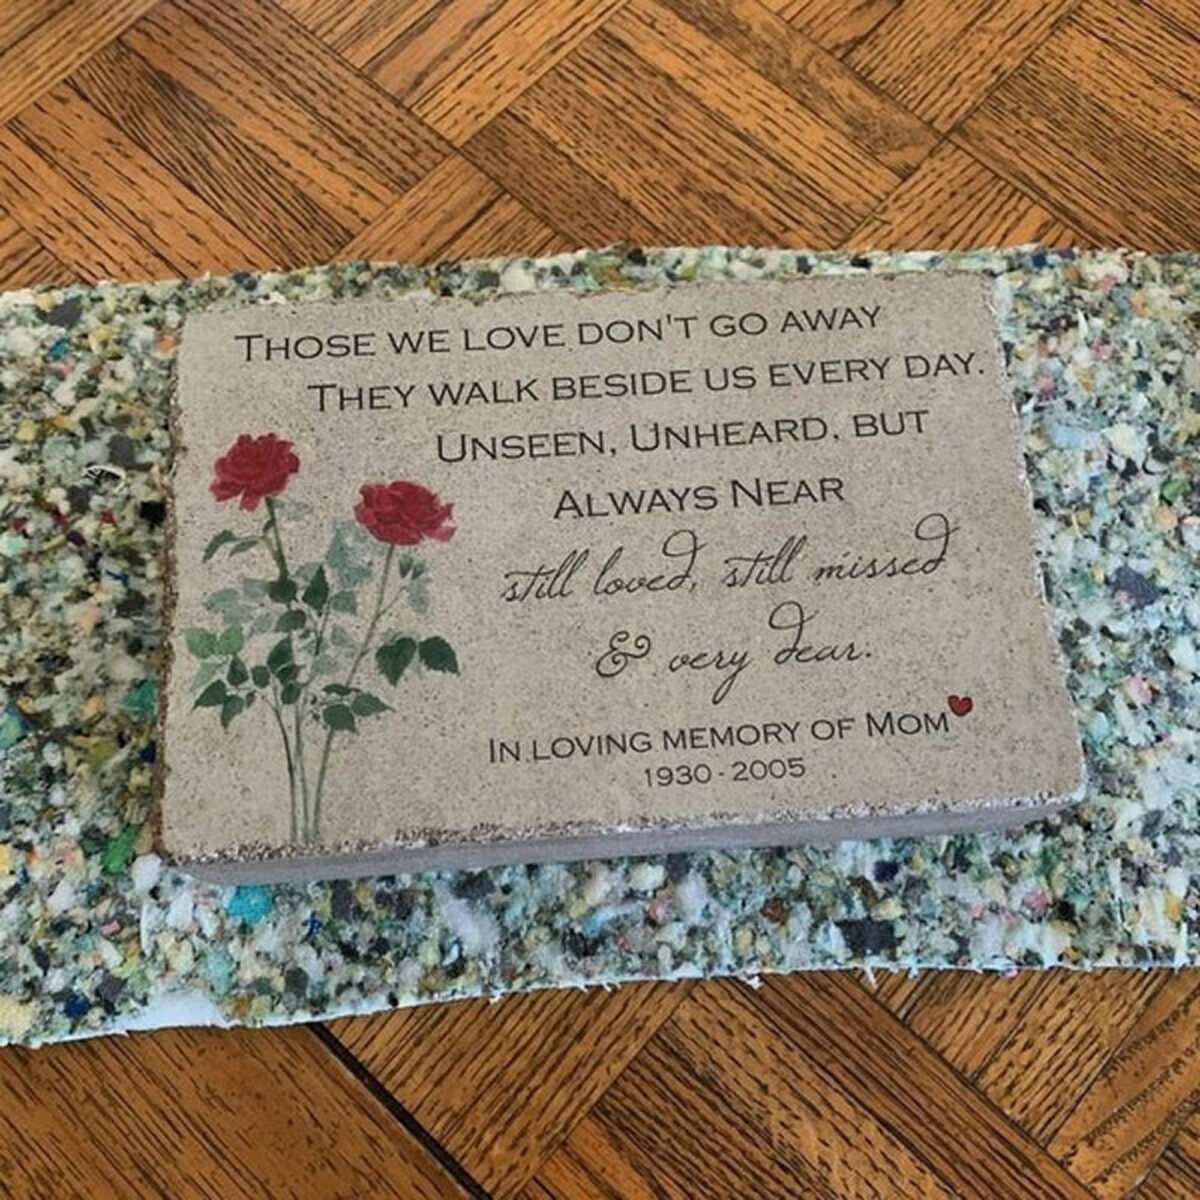 THOSE WE LOVE DON'T GO AWAY
THEY WALK BESIDE US EVERY DAY.
UNSEEN, UNHEARD, BUT
ALWAYS NEAR
still loved, still missed
& very dear.
IN LOVING MEMORY OF MOM
1930-2005